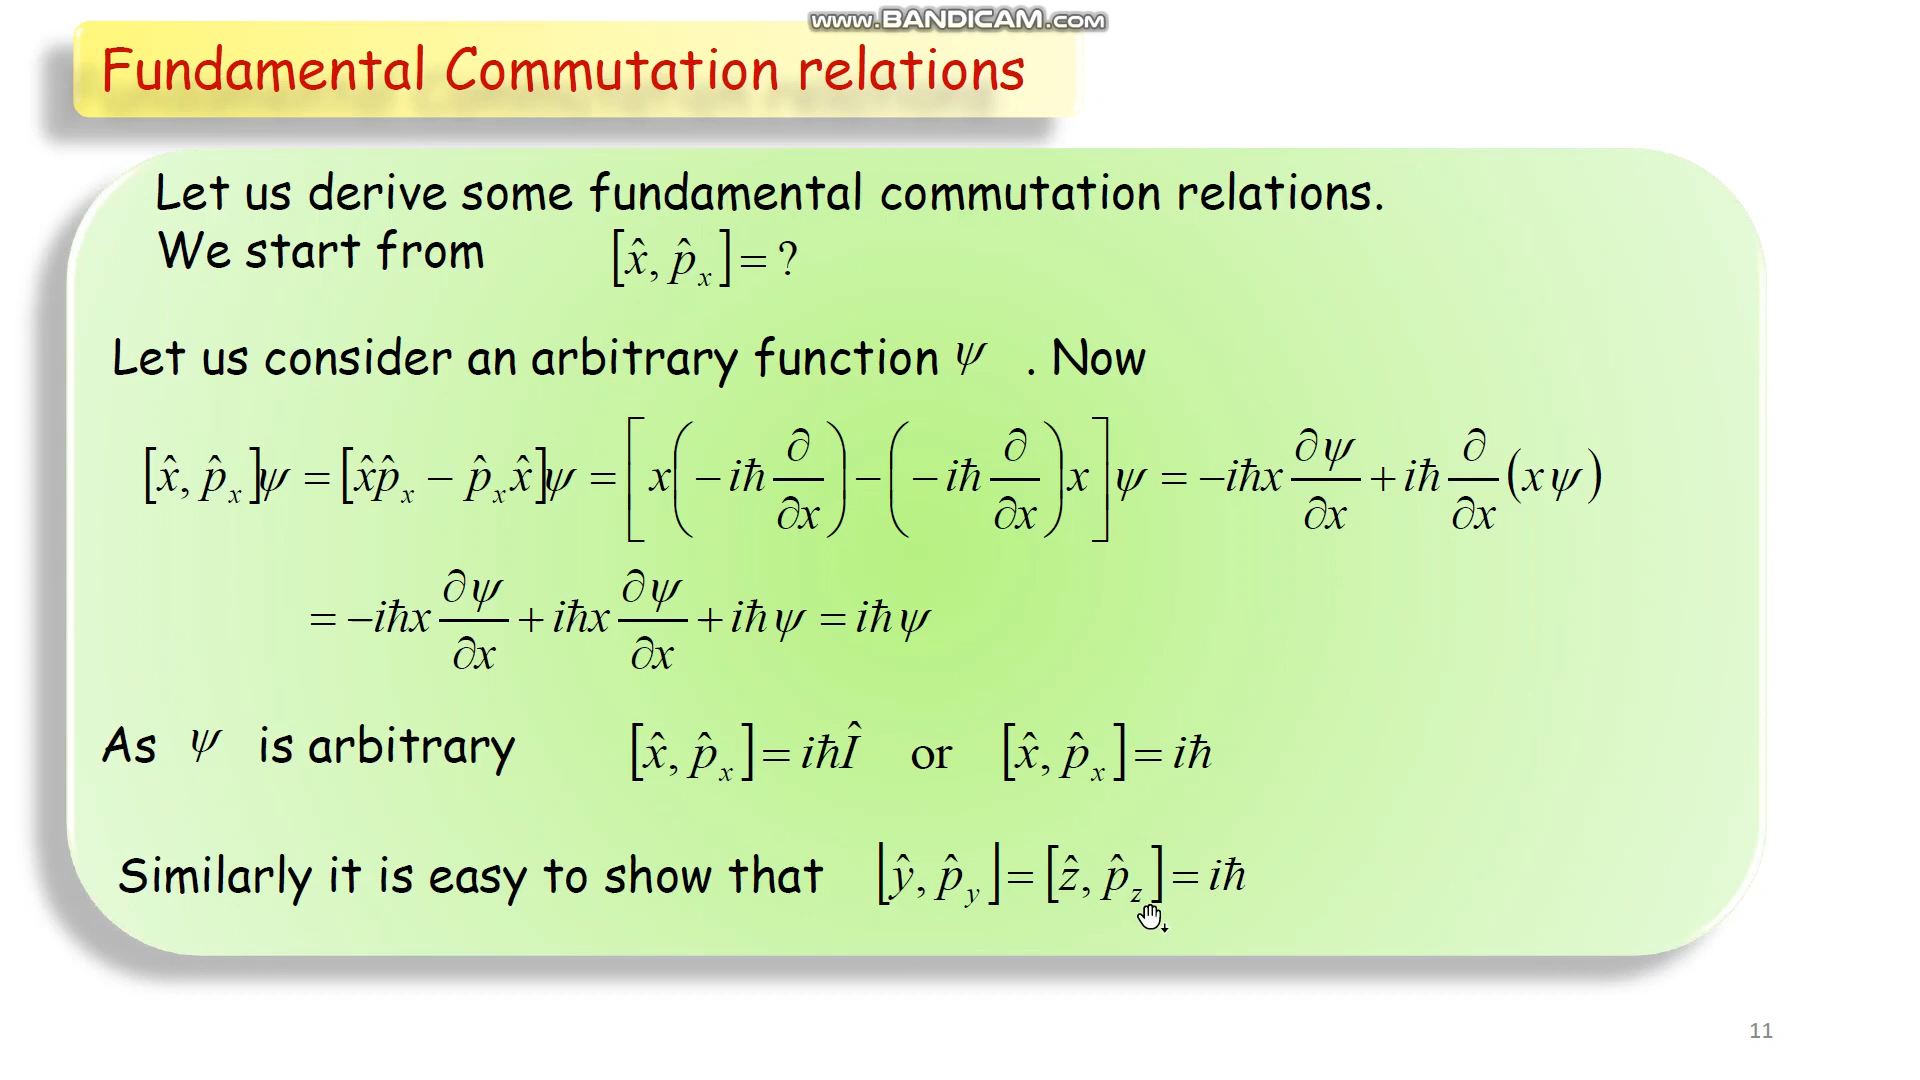 www.BANDICAM.com
Fundamental Commutation relations
Let us derive some fundamental commutation relations.
We start from [x̂, p̂ₓ] = ?
Let us consider an arbitrary function ψ . Now
[x̂, p̂ₓ]ψ = [x̂p̂ₓ − p̂ₓx̂]ψ = [x(−iħ ∂/∂x) − (−iħ ∂/∂x)x]ψ = −iħx ∂ψ/∂x + iħ ∂/∂x (xψ)
= −iħx ∂ψ/∂x + iħx ∂ψ/∂x + iħψ = iħψ
As ψ is arbitrary [x̂, p̂ₓ] = iħÎ or [x̂, p̂ₓ] = iħ
Similarly it is easy to show that ⌊ŷ, p̂_y⌋ = [ẑ, p̂_z] = iħ
11